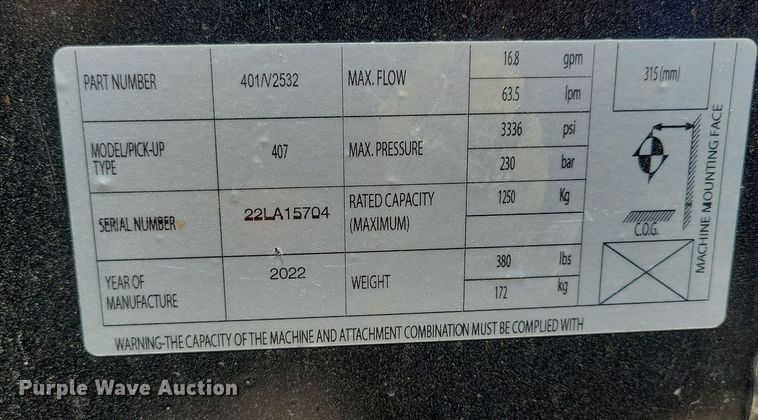 PART NUMBER 401/V2532 MAX. FLOW 16.8 gpm
63.5 lpm
315 (mm)
MODEL/PICK-UP TYPE 407 MAX. PRESSURE 3336 psi
230 bar
SERIAL NUMBER 22LA15704 RATED CAPACITY (MAXIMUM) 1250 Kg
C.O.G.
MACHINE MOUNTING FACE
YEAR OF MANUFACTURE 2022 WEIGHT 380 lbs
172 kg
WARNING-THE CAPACITY OF THE MACHINE AND ATTACHMENT COMBINATION MUST BE COMPLIED WITH
Purple Wave Auction